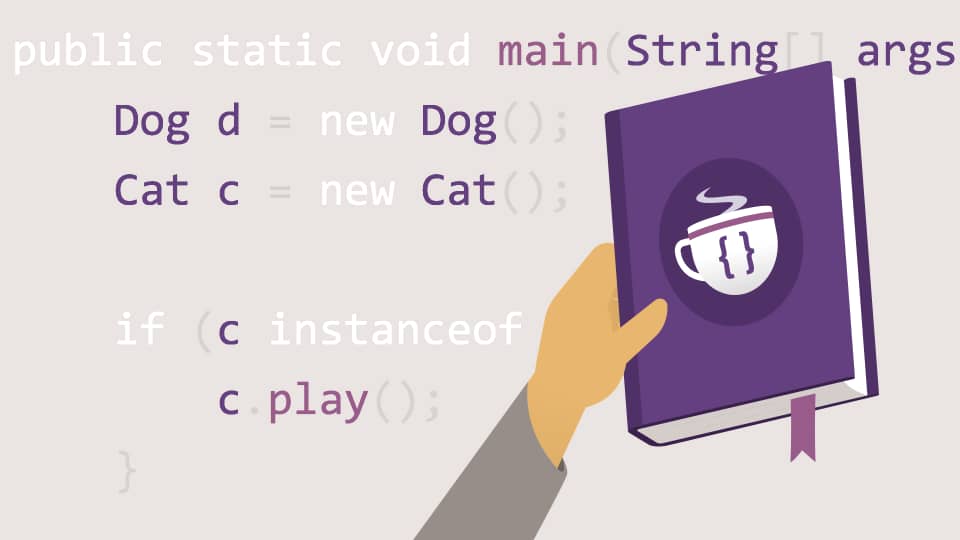 public static void main(String[] args
Dog d = new Dog();
Cat c = new Cat();
if (c instanceof
c.play();
}
{}